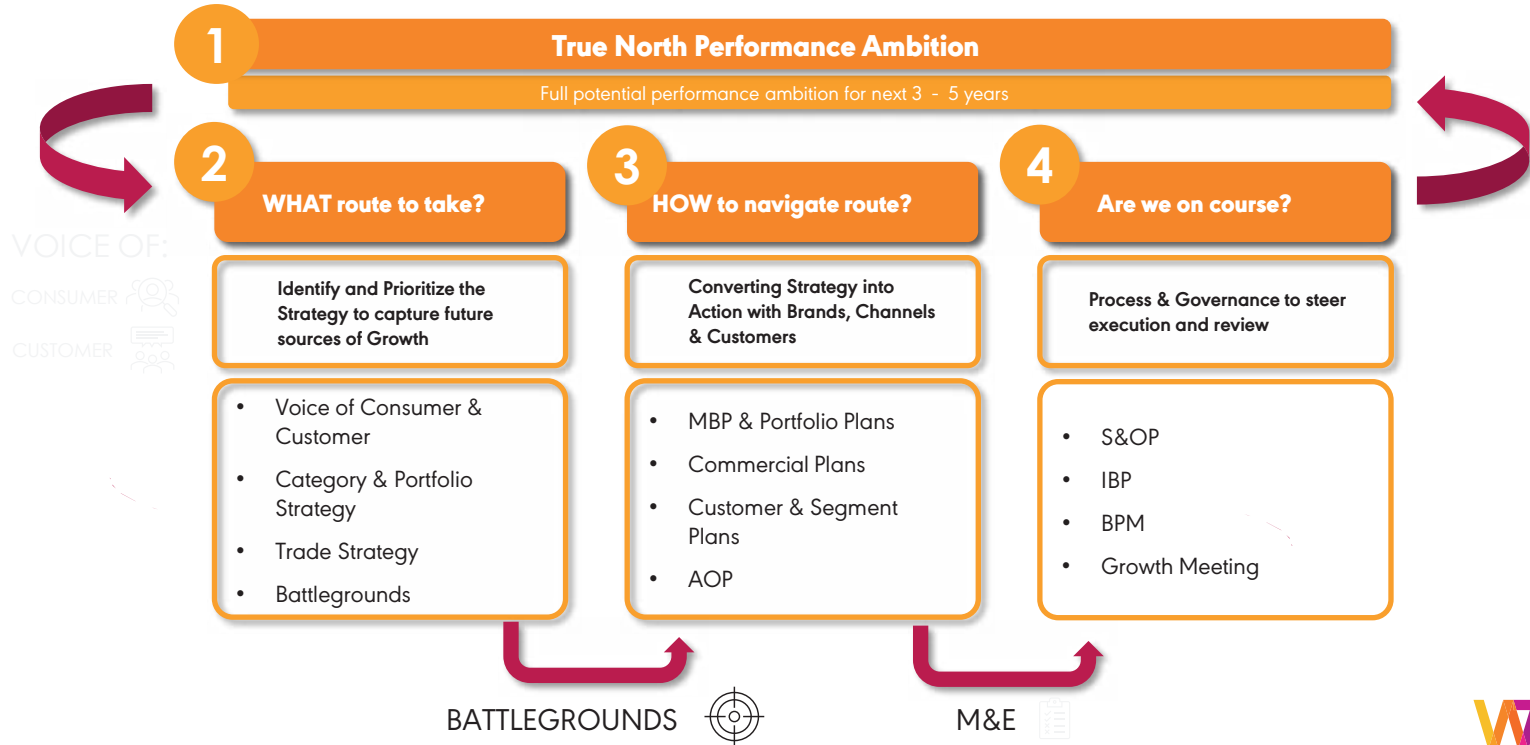 1
True North Performance Ambition
Full potential performance ambition for next 3 - 5 years
2
WHAT route to take?
3
HOW to navigate route?
4
Are we on course?
VOICE OF:
CONSUMER
CUSTOMER
Identify and Prioritize the
Strategy to capture future
sources of Growth
Converting Strategy into
Action with Brands, Channels
& Customers
Process & Governance to steer
execution and review
• Voice of Consumer &
Customer
• Category & Portfolio
Strategy
• Trade Strategy
• Battlegrounds
• MBP & Portfolio Plans
• Commercial Plans
• Customer & Segment
Plans
• AOP
• S&OP
• IBP
• BPM
• Growth Meeting
BATTLEGROUNDS
M&E